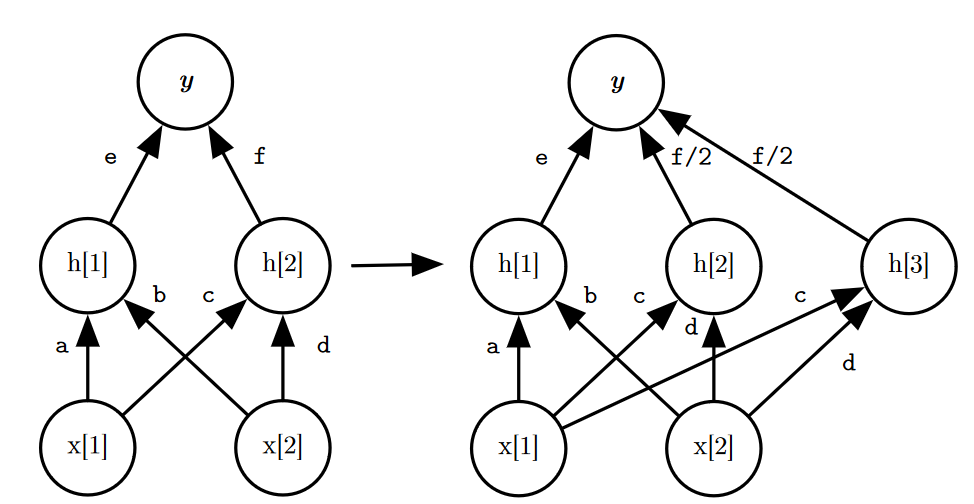 y y
e f e f/2 f/2
h[1] h[2] h[1] h[2] h[3]
b c b c c
a d a d d
x[1] x[2] x[1] x[2]